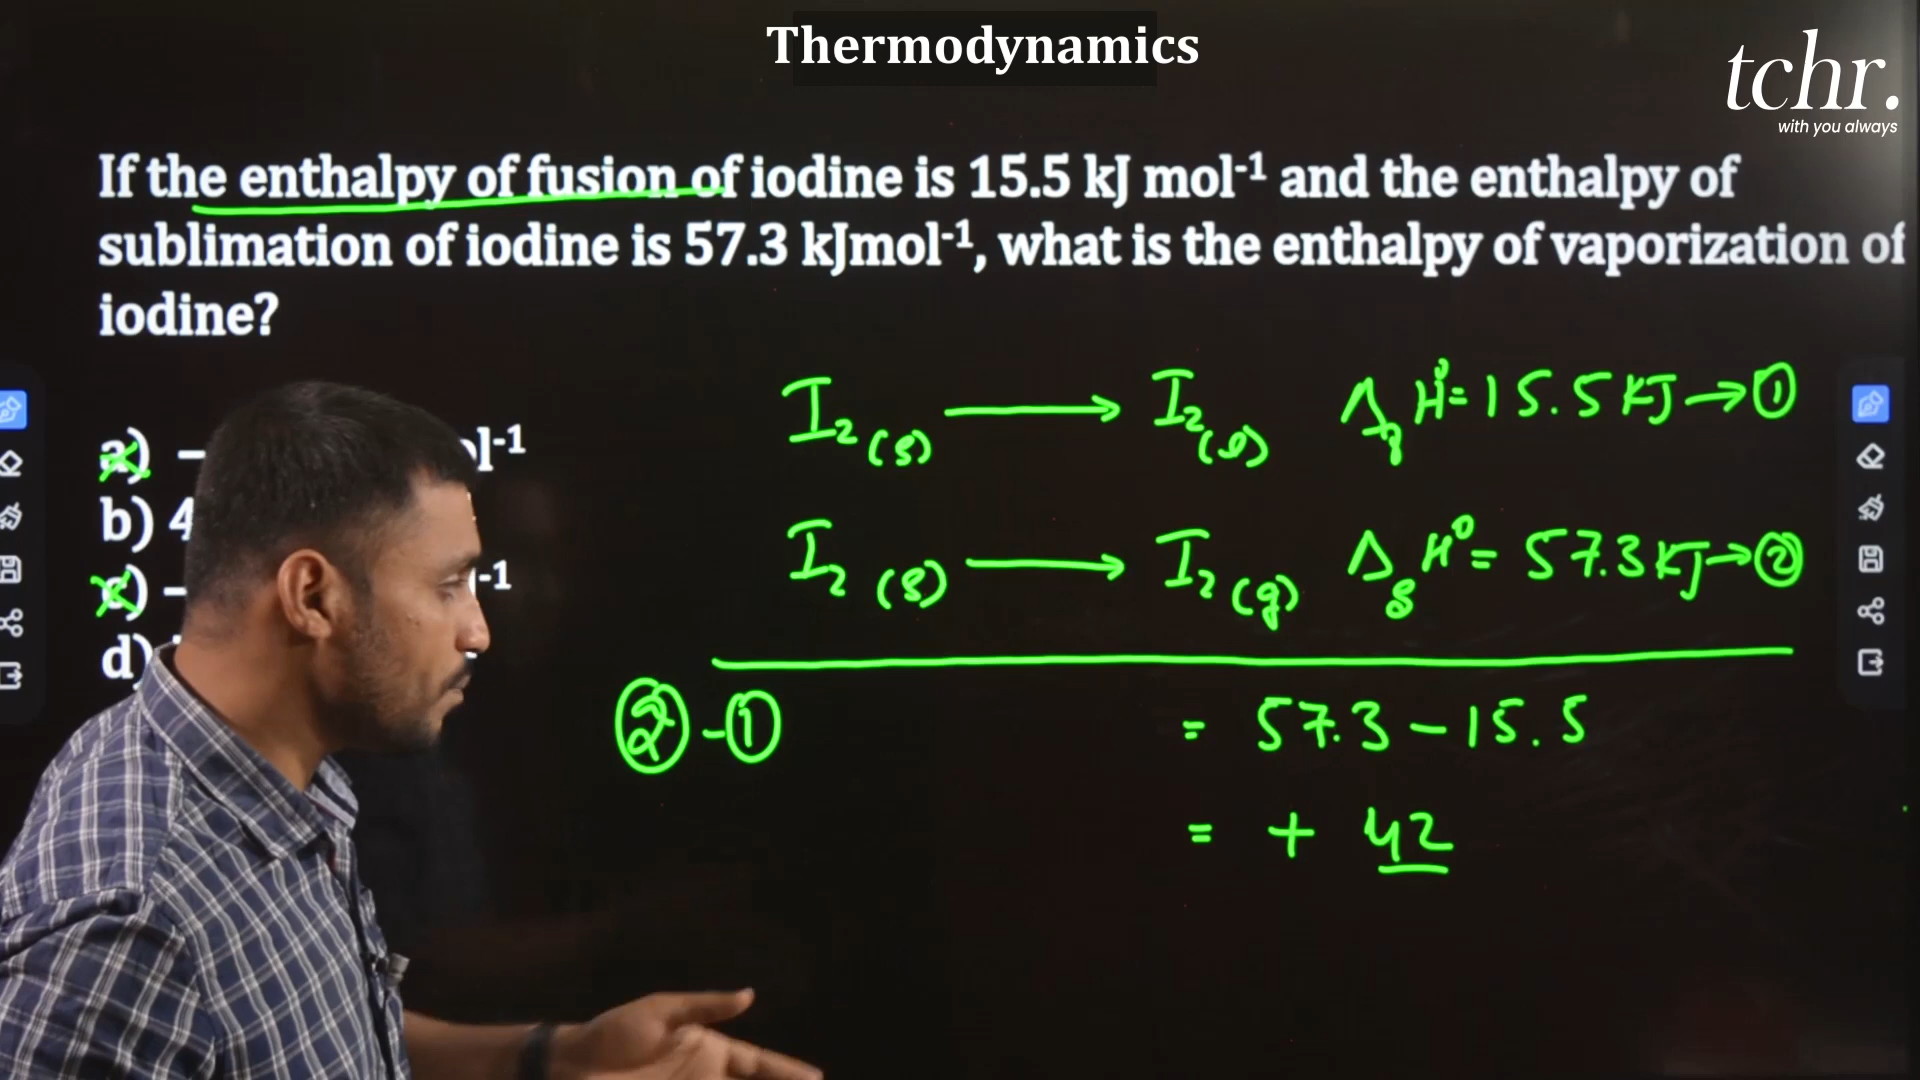 Thermodynamics
tchr.
with you always
If the enthalpy of fusion of iodine is 15.5 kJ mol-1 and the enthalpy of
sublimation of iodine is 57.3 kJmol-1, what is the enthalpy of vaporization of
iodine?
I2(s) → I2(l) ΔfH°= 15.5 KJ → ①
a) –
b) 4
I2 (s) → I2 (g) ΔsH°= 57.3 KJ → ②
c) –
d)
② - ① = 57.3 – 15.5
= + 42